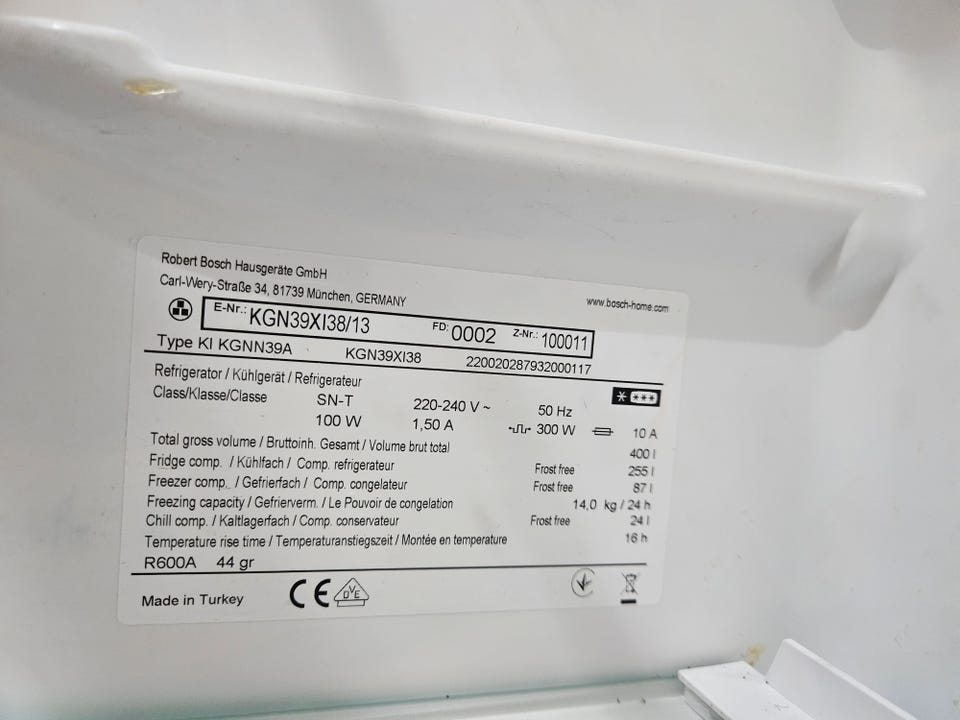 Robert Bosch Hausgeräte GmbH
Carl-Wery-Straße 34, 81739 München, GERMANY
www.bosch-home.com
E-Nr.: KGN39XI38/13 FD: 0002 Z-Nr.: 100011
Type KI KGNN39A KGN39XI38 220020287932000117
Refrigerator / Kühlgerät / Refrigerateur
Class/Klasse/Classe SN-T 220-240 V ~ 50 Hz
100 W 1,50 A 300 W 10 A
Total gross volume / Bruttoinh. Gesamt / Volume brut total 400 l
Fridge comp. / Kühlfach / Comp. refrigerateur Frost free 255 l
Freezer comp. / Gefrierfach / Comp. congelateur Frost free 87 l
Freezing capacity / Gefrierverm. / Le Pouvoir de congelation 14,0 kg / 24 h
Chill comp. / Kaltlagerfach / Comp. conservateur Frost free 24 l
Temperature rise time / Temperaturanstiegszeit / Montée en temperature 16 h
R600A 44 gr
Made in Turkey CE DVE